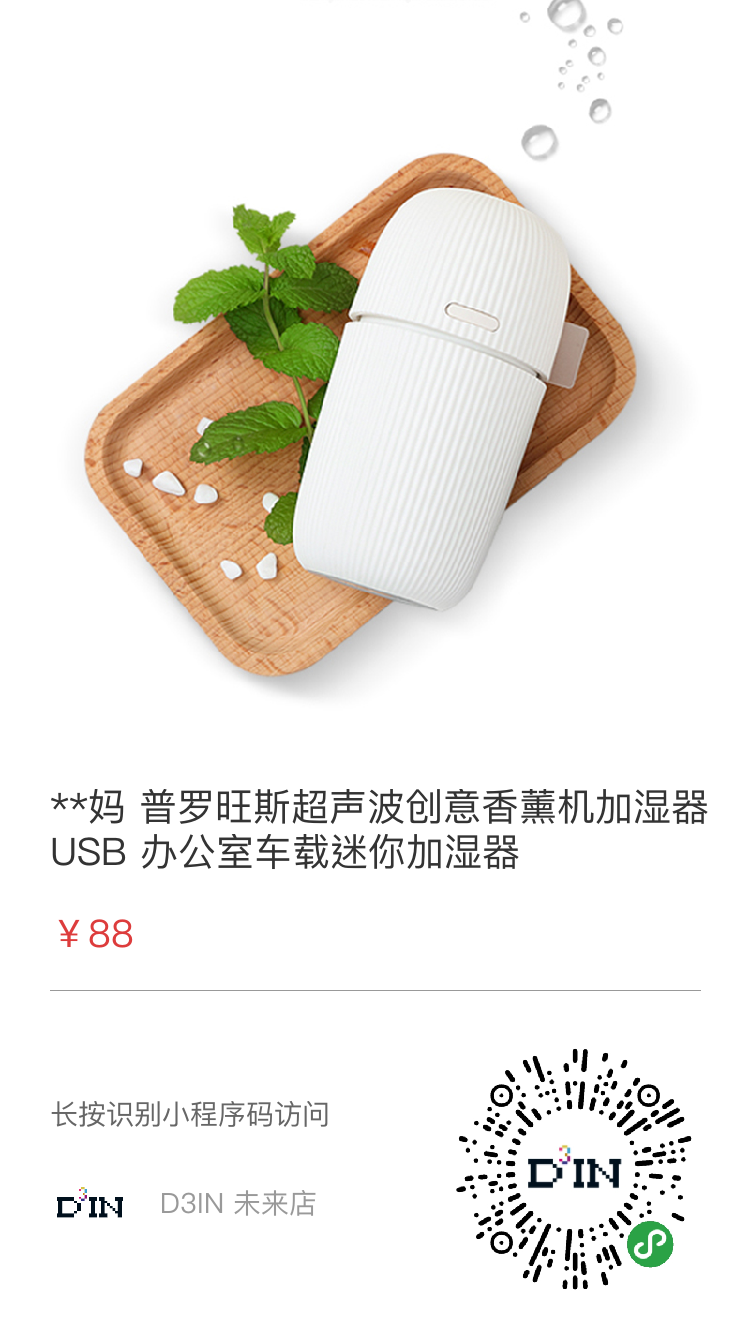 **妈 普罗旺斯超声波创意香薰机加湿器
USB 办公室车载迷你加湿器
￥88
长按识别小程序码访问
D3IN
D3IN 未来店
D3IN